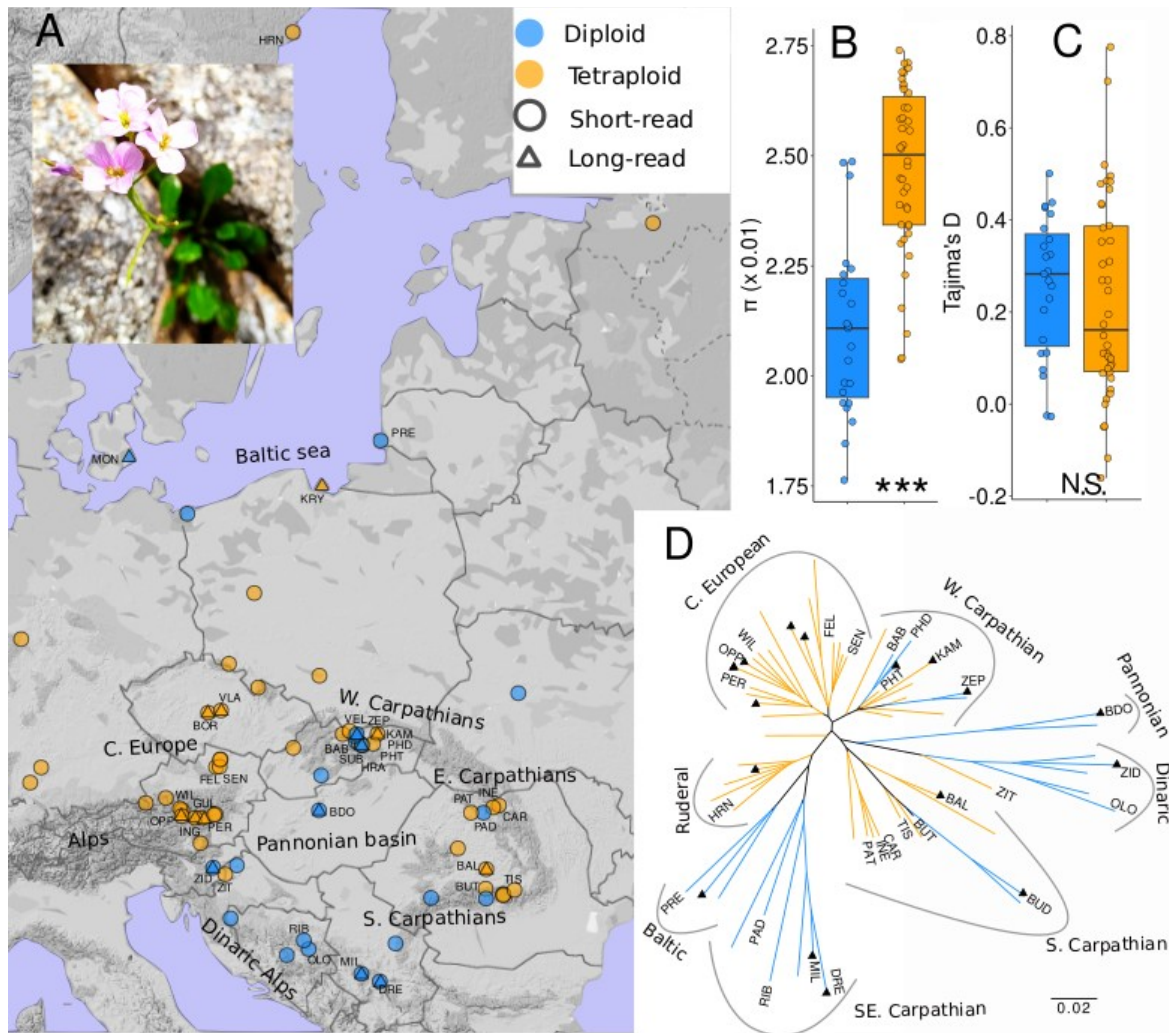 A
HRN
Diploid
Tetraploid
Short-read
Long-read
MON
Baltic sea
PRE
KRY
VLA
BOR
C. Europe
W. Carpathians
VEL ZEP
KAM
BAB
PHD
SUB
PHT
HRA
FEL SEN
E. Carpathians
WIL
GUL
OPP
PER
ING
Alps
BDO
Pannonian basin
PAT
INE
CAR
PAD
ZID
ZIT
BAL
BUT
TIS
S. Carpathians
RIB
OLO
Dinaric Alps
MIL
DRE
B
π (x 0.01)
2.75
2.50
2.25
2.00
1.75
***
C
Tajima's D
0.8
0.6
0.4
0.2
0.0
-0.2
N.S.
D
C. European
W. Carpathian
Pannonian
Dinaric
S. Carpathian
SE. Carpathian
Baltic
Ruderal
WIL
OPP
PER
FEL
SEN
BAB
PHD
PHT
KAM
ZEP
BDO
ZID
OLO
ZIT
BAL
BUT
TIS
CAR
INE
PAT
BUD
DRE
MIL
RIB
PAD
PRE
HRN
0.02